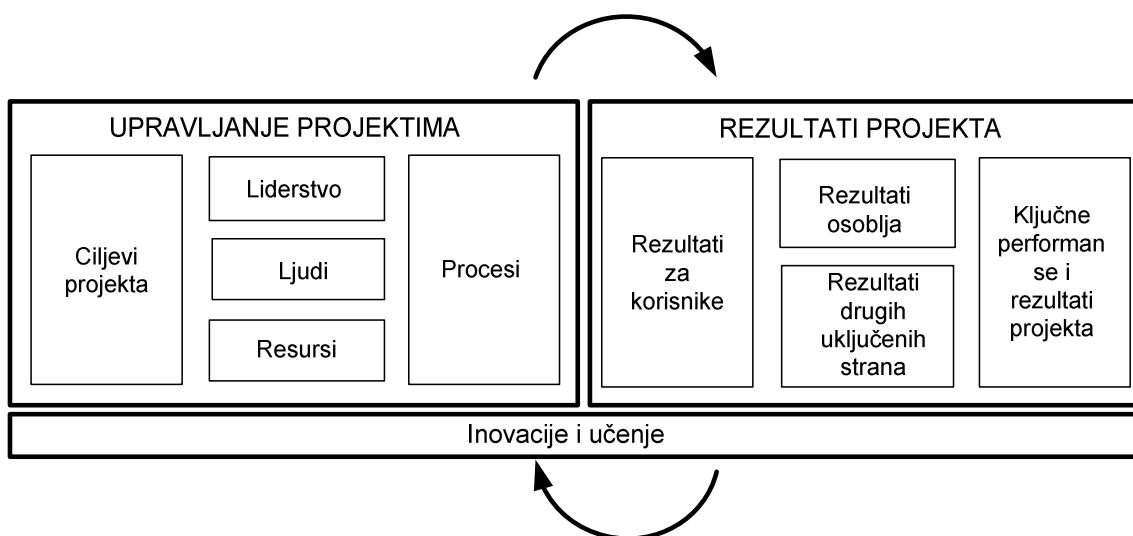 UPRAVLJANJE PROJEKTIMA
Ciljevi
projekta
Liderstvo
Ljudi
Resursi
Procesi
REZULTATI PROJEKTA
Rezultati
za
korisnike
Rezultati
osoblja
Rezultati
drugih
uključenih
strana
Ključne
performan
se i
rezultati
projekta
Inovacije i učenje